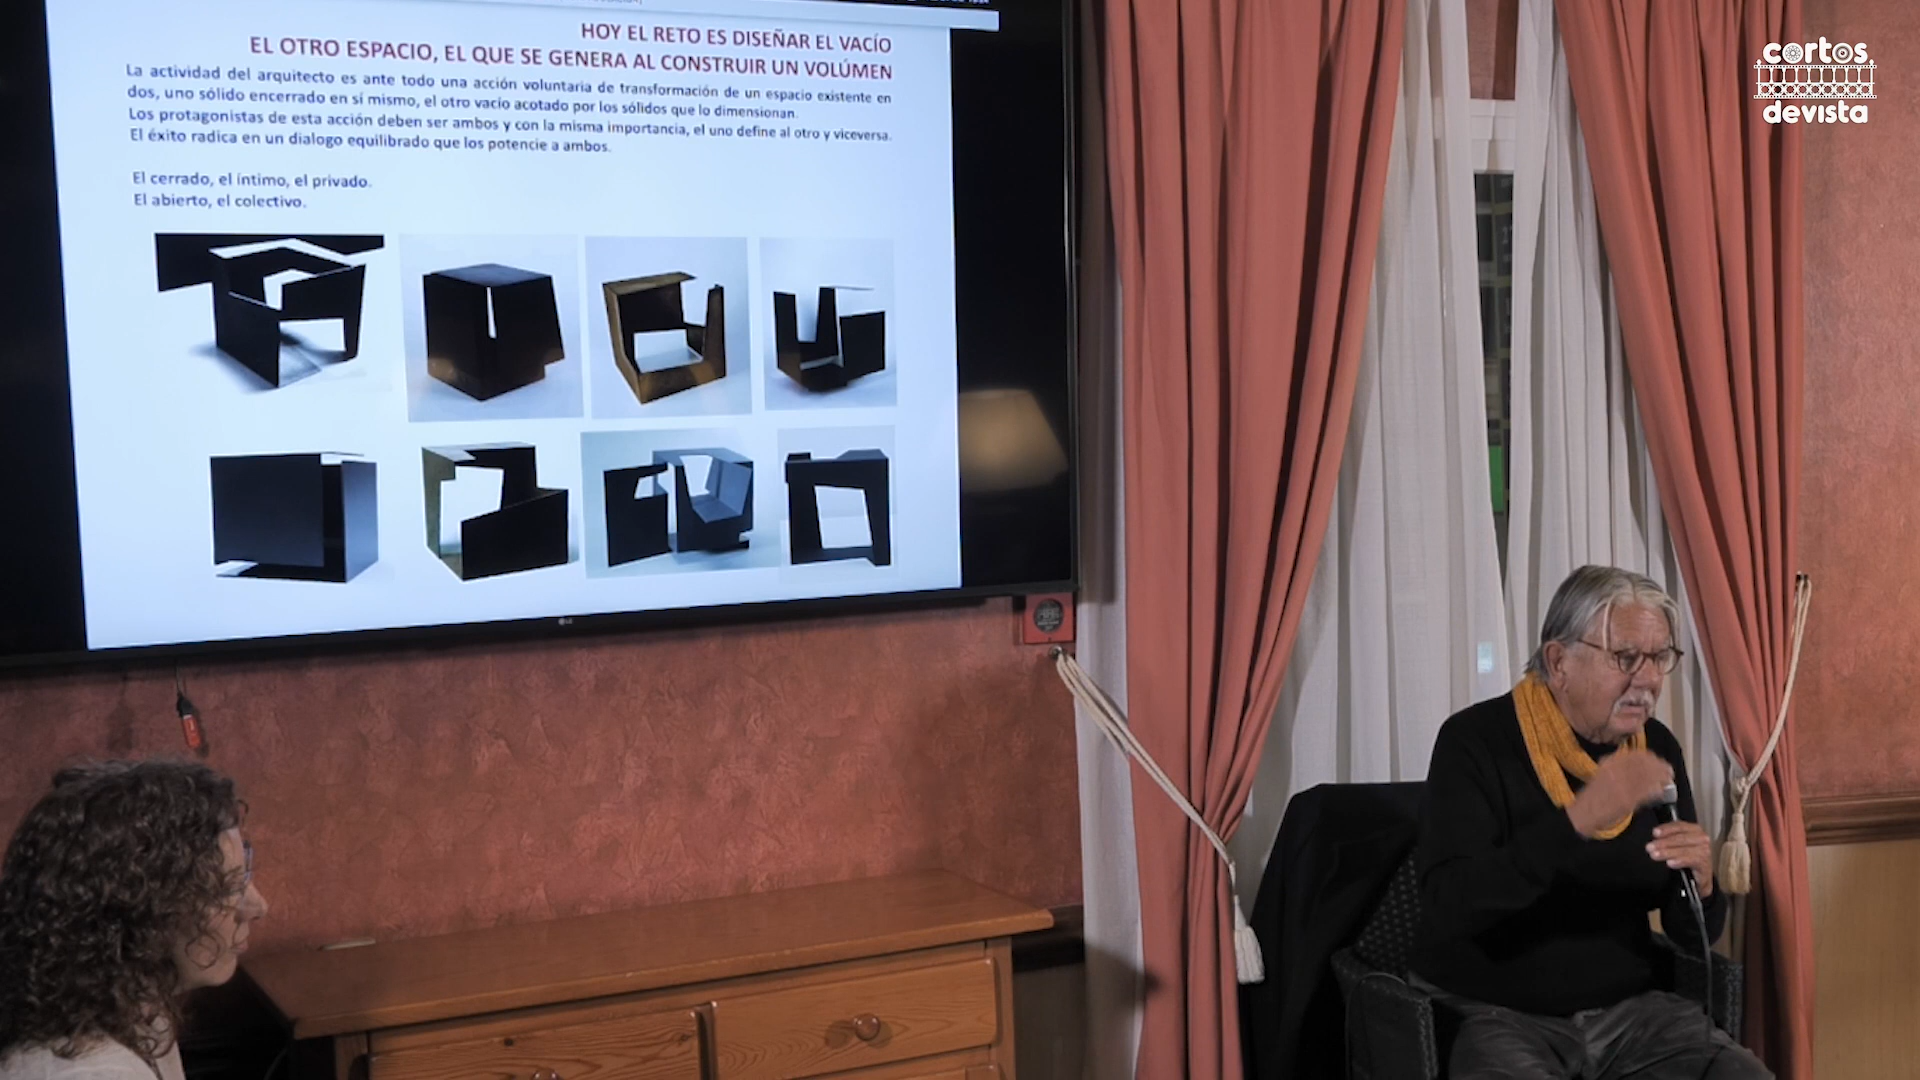 HOY EL RETO ES DISEÑAR EL VACÍO
EL OTRO ESPACIO, EL QUE SE GENERA AL CONSTRUIR UN VOLÚMEN
La actividad del arquitecto es ante todo una acción voluntaria de transformación de un espacio existente en
dos, uno sólido encerrado en sí mismo, el otro vacío acotado por los sólidos que lo dimensionan.
Los protagonistas de esta acción deben ser ambos y con la misma importancia, el uno define al otro y viceversa.
El éxito radica en un dialogo equilibrado que los potencie a ambos.
El cerrado, el íntimo, el privado.
El abierto, el colectivo.
LG
cortos
devista